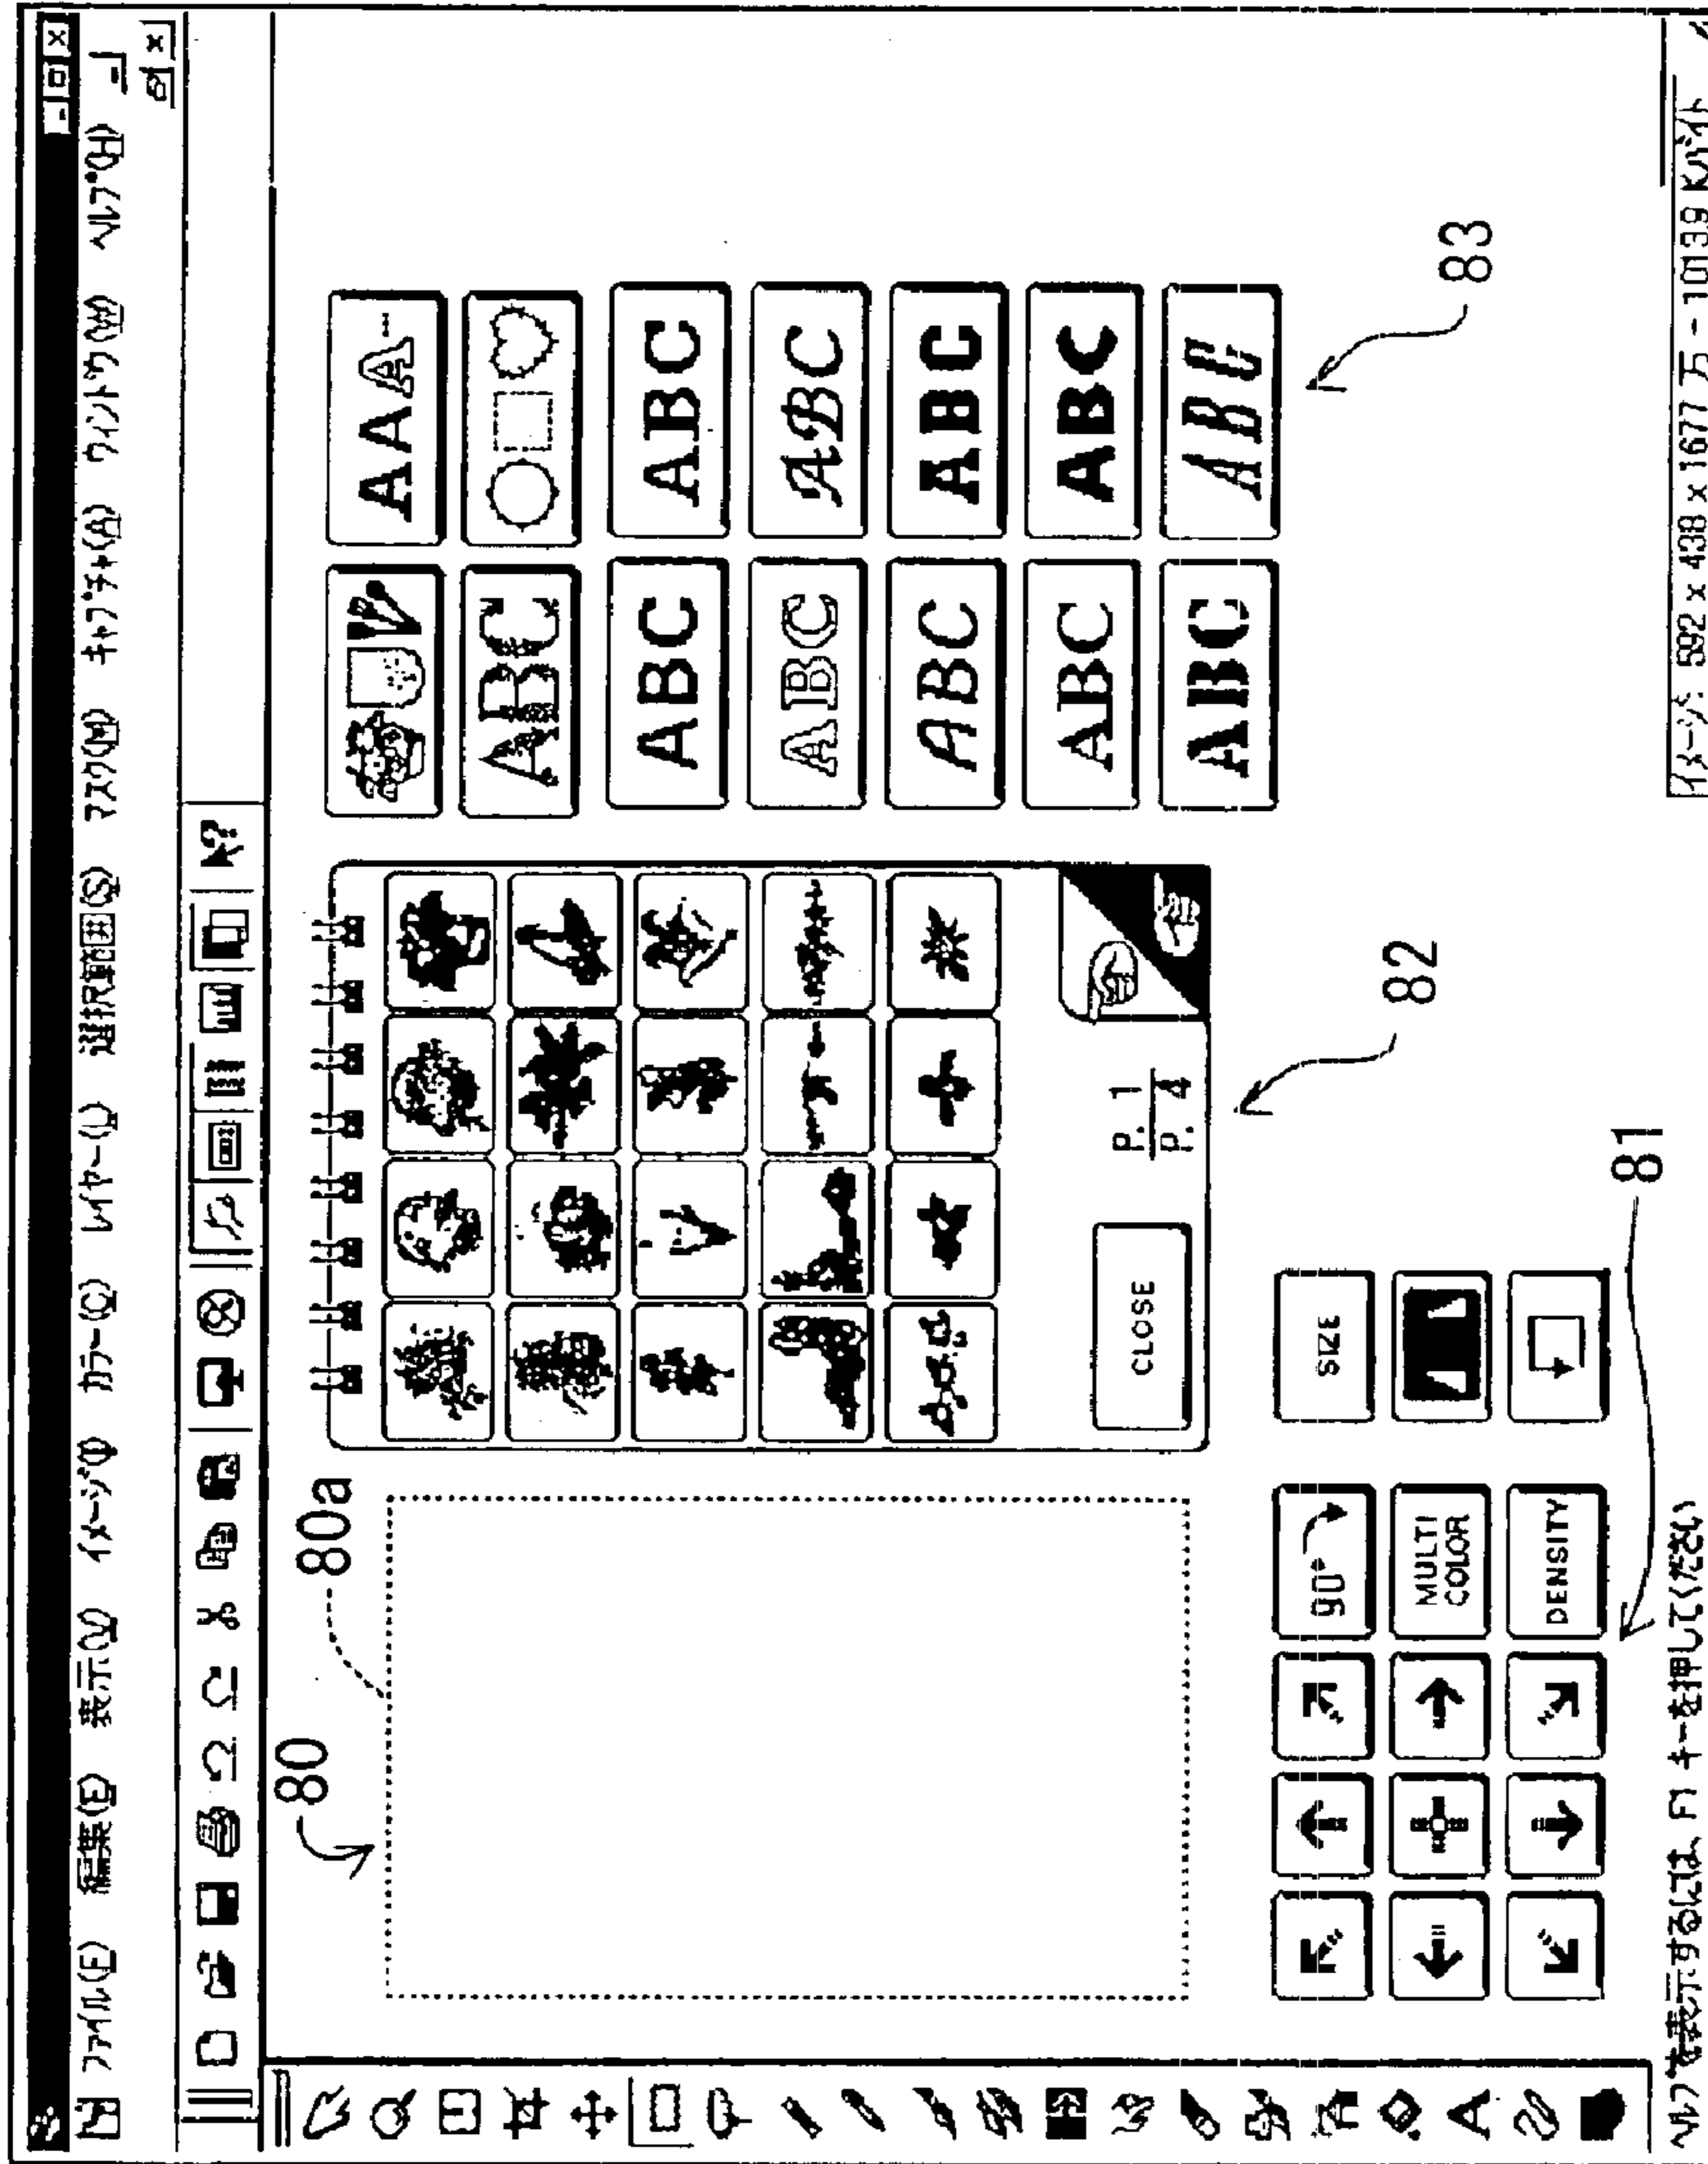 ファイル(F) 編集(E) 表示(V) イメージ(I) カラー(C) レイヤー(L) 選択範囲(S) マスク(M) キャプチャ(A) ウィンドウ(W) ヘルプ(H)
80
80a
P. 1
P. 4
CLOSE
82
AAA
ABC
ABC ABC
ABC ABC
ABC ABC
ABC ABC
ABC ABC
83
90°
SIZE
MULTI
COLOR
DENSITY
81
ヘルプを表示するには、F1 キーを押してください
イメージ: 592 x 438 x 1677 万 - 1013.9 Kバイト